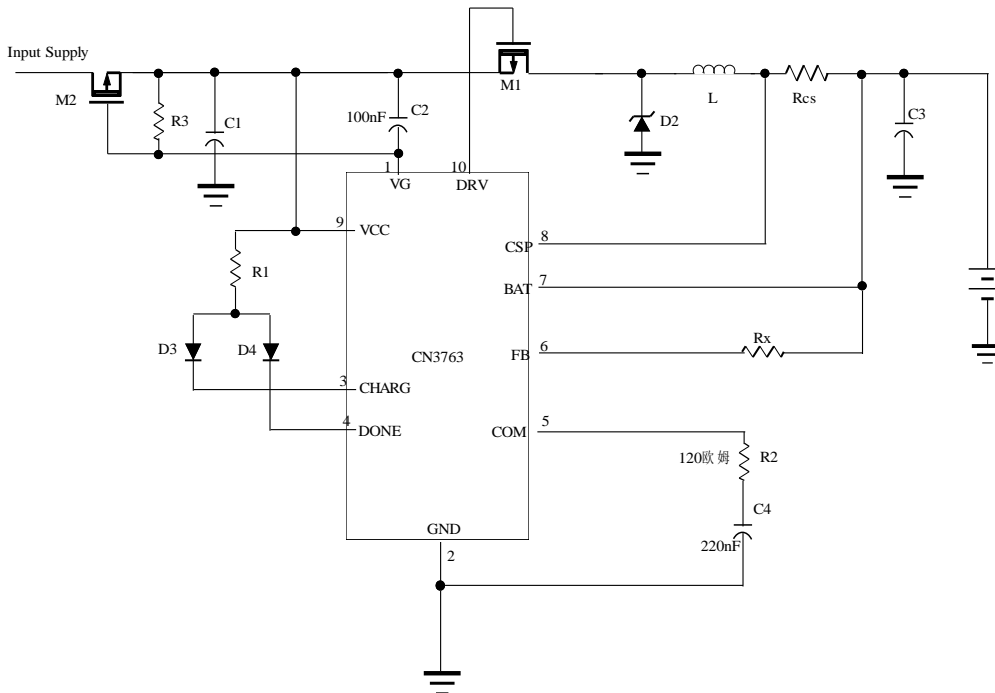 Input Supply
M1
M2
R3
C1
100nF
C2
L
Rcs
D2
C3
1
10
VG
DRV
9
VCC
CSP
8
R1
BAT
7
D3
D4
CN3763
FB
6
Rx
3
CHARG
4
DONE
COM
5
120欧姆
R2
C4
220nF
GND
2